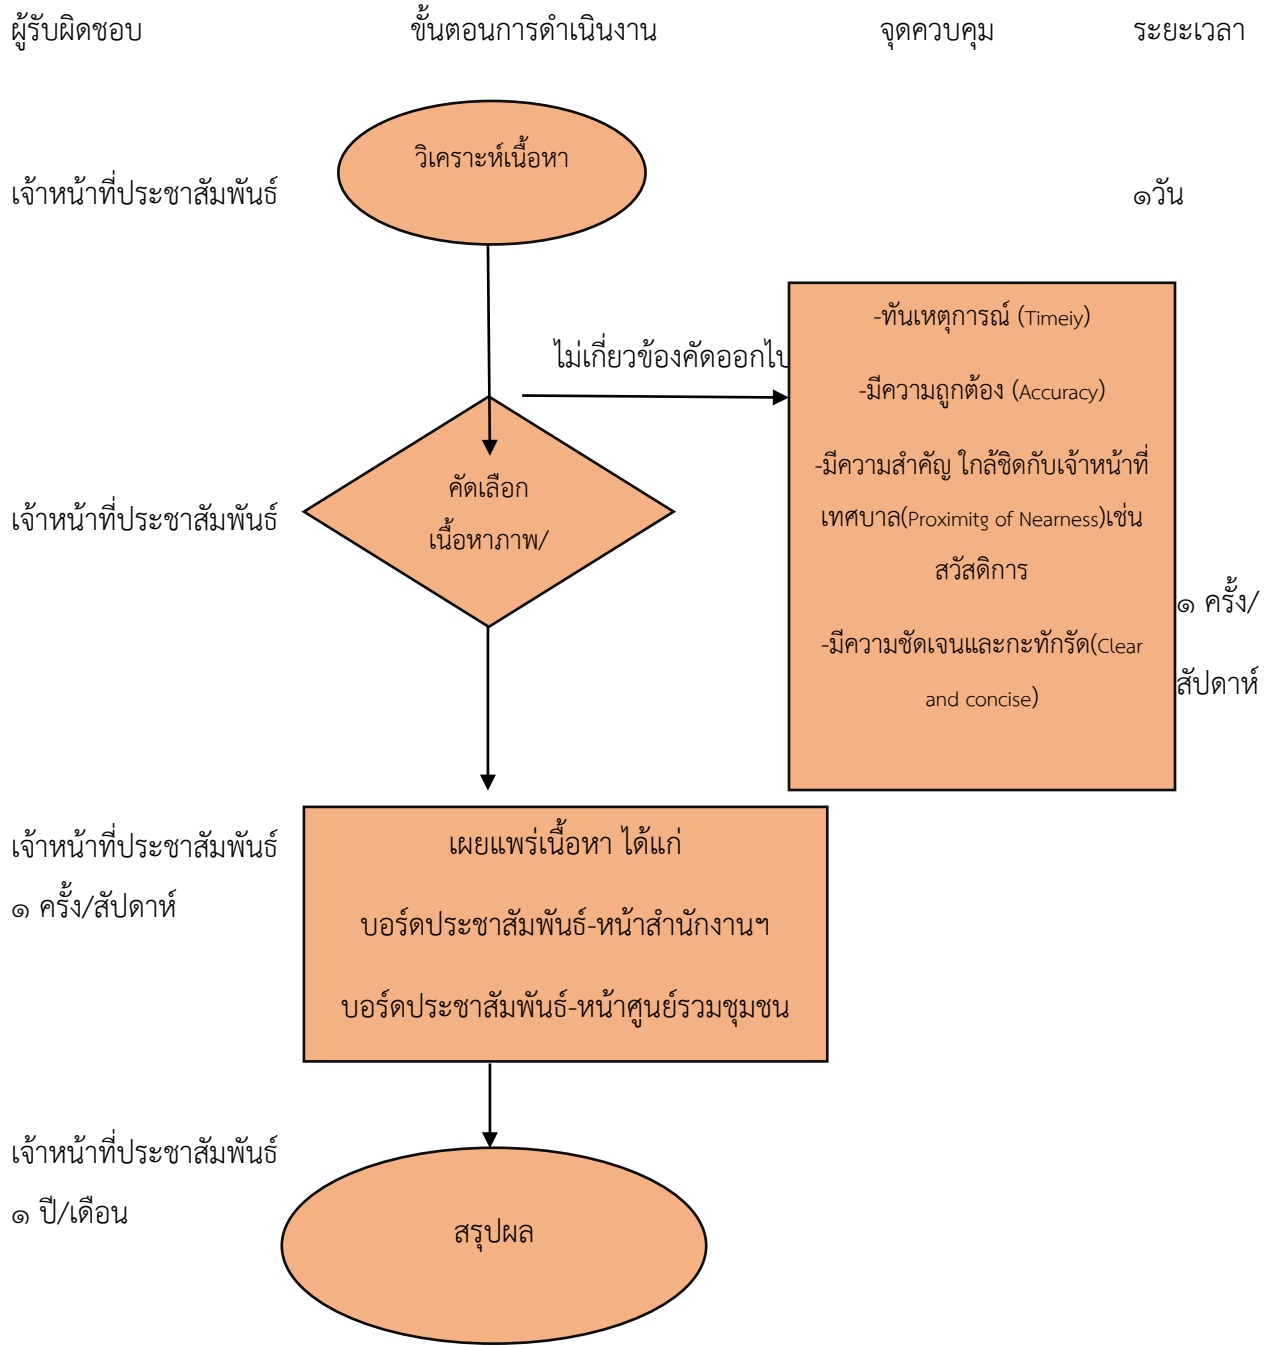 ผู้รับผิดชอบ ขั้นตอนการดำเนินงาน จุดควบคุม ระยะเวลา
วิเคราะห์เนื้อหา
เจ้าหน้าที่ประชาสัมพันธ์
๑วัน
ไม่เกี่ยวข้องคัดออกไป
-ทันเหตุการณ์ (Timeiy)
-มีความถูกต้อง (Accuracy)
-มีความสำคัญ ใกล้ชิดกับเจ้าหน้าที่
เทศบาล(Proximitg of Nearness)เช่น
สวัสดิการ
-มีความชัดเจนและกะทักรัด(Clear
and concise)
เจ้าหน้าที่ประชาสัมพันธ์
คัดเลือก
เนื้อหาภาพ/
๑ ครั้ง/
สัปดาห์
เจ้าหน้าที่ประชาสัมพันธ์
๑ ครั้ง/สัปดาห์
เผยแพร่เนื้อหา ได้แก่
บอร์ดประชาสัมพันธ์-หน้าสำนักงานฯ
บอร์ดประชาสัมพันธ์-หน้าศูนย์รวมชุมชน
เจ้าหน้าที่ประชาสัมพันธ์
๑ ปี/เดือน
สรุปผล